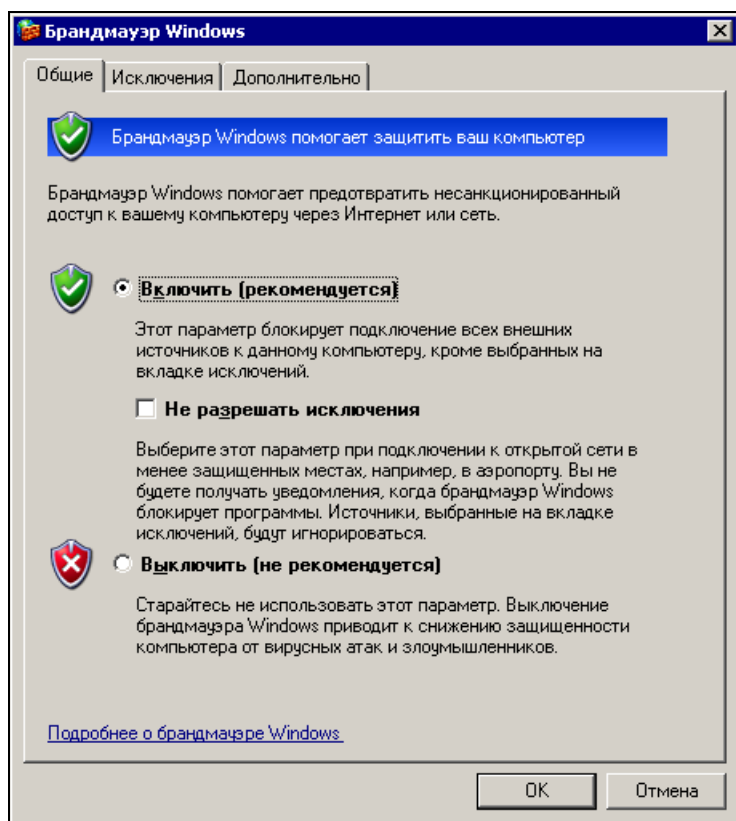 Брандмауэр Windows
Общие Исключения Дополнительно
Брандмауэр Windows помогает защитить ваш компьютер
Брандмауэр Windows помогает предотвратить несанкционированный
доступ к вашему компьютеру через Интернет или сеть.
Включить (рекомендуется)
Этот параметр блокирует подключение всех внешних
источников к данному компьютеру, кроме выбранных на
вкладке исключений.
Не разрешать исключения
Выберите этот параметр при подключении к открытой сети в
менее защищенных местах, например, в аэропорту. Вы не
будете получать уведомления, когда брандмауэр Windows
блокирует программы. Источники, выбранные на вкладке
исключений, будут игнорироваться.
Выключить (не рекомендуется)
Старайтесь не использовать этот параметр. Выключение
брандмауэра Windows приводит к снижению защищенности
компьютера от вирусных атак и злоумышленников.
Подробнее о брандмауэре Windows
OK Отмена